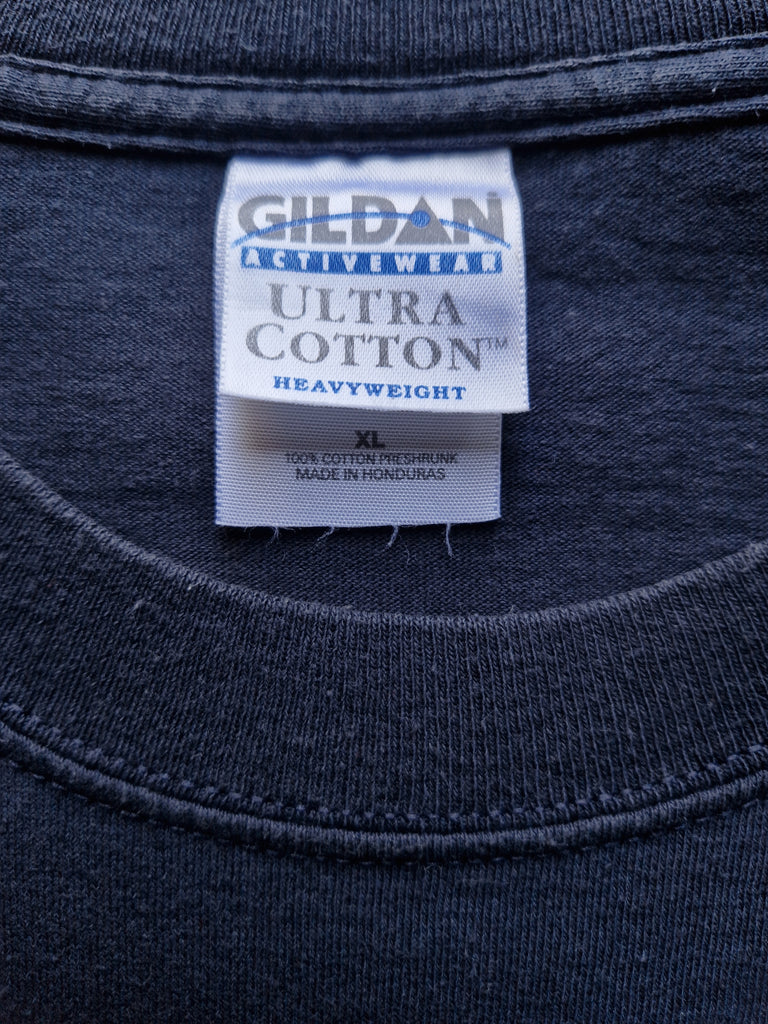 GILDAN
ACTIVEWEAR
ULTRA
COTTON™
HEAVYWEIGHT
XL
100% COTTON PRESHRUNK
MADE IN HONDURAS